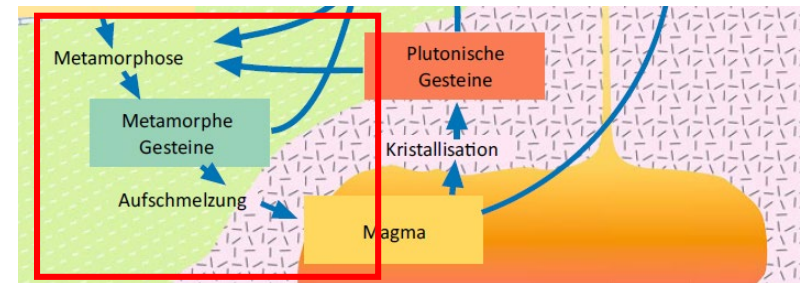 Metamorphose
Plutonische
Gesteine
Metamorphe
Gesteine
Kristallisation
Aufschmelzung
Magma